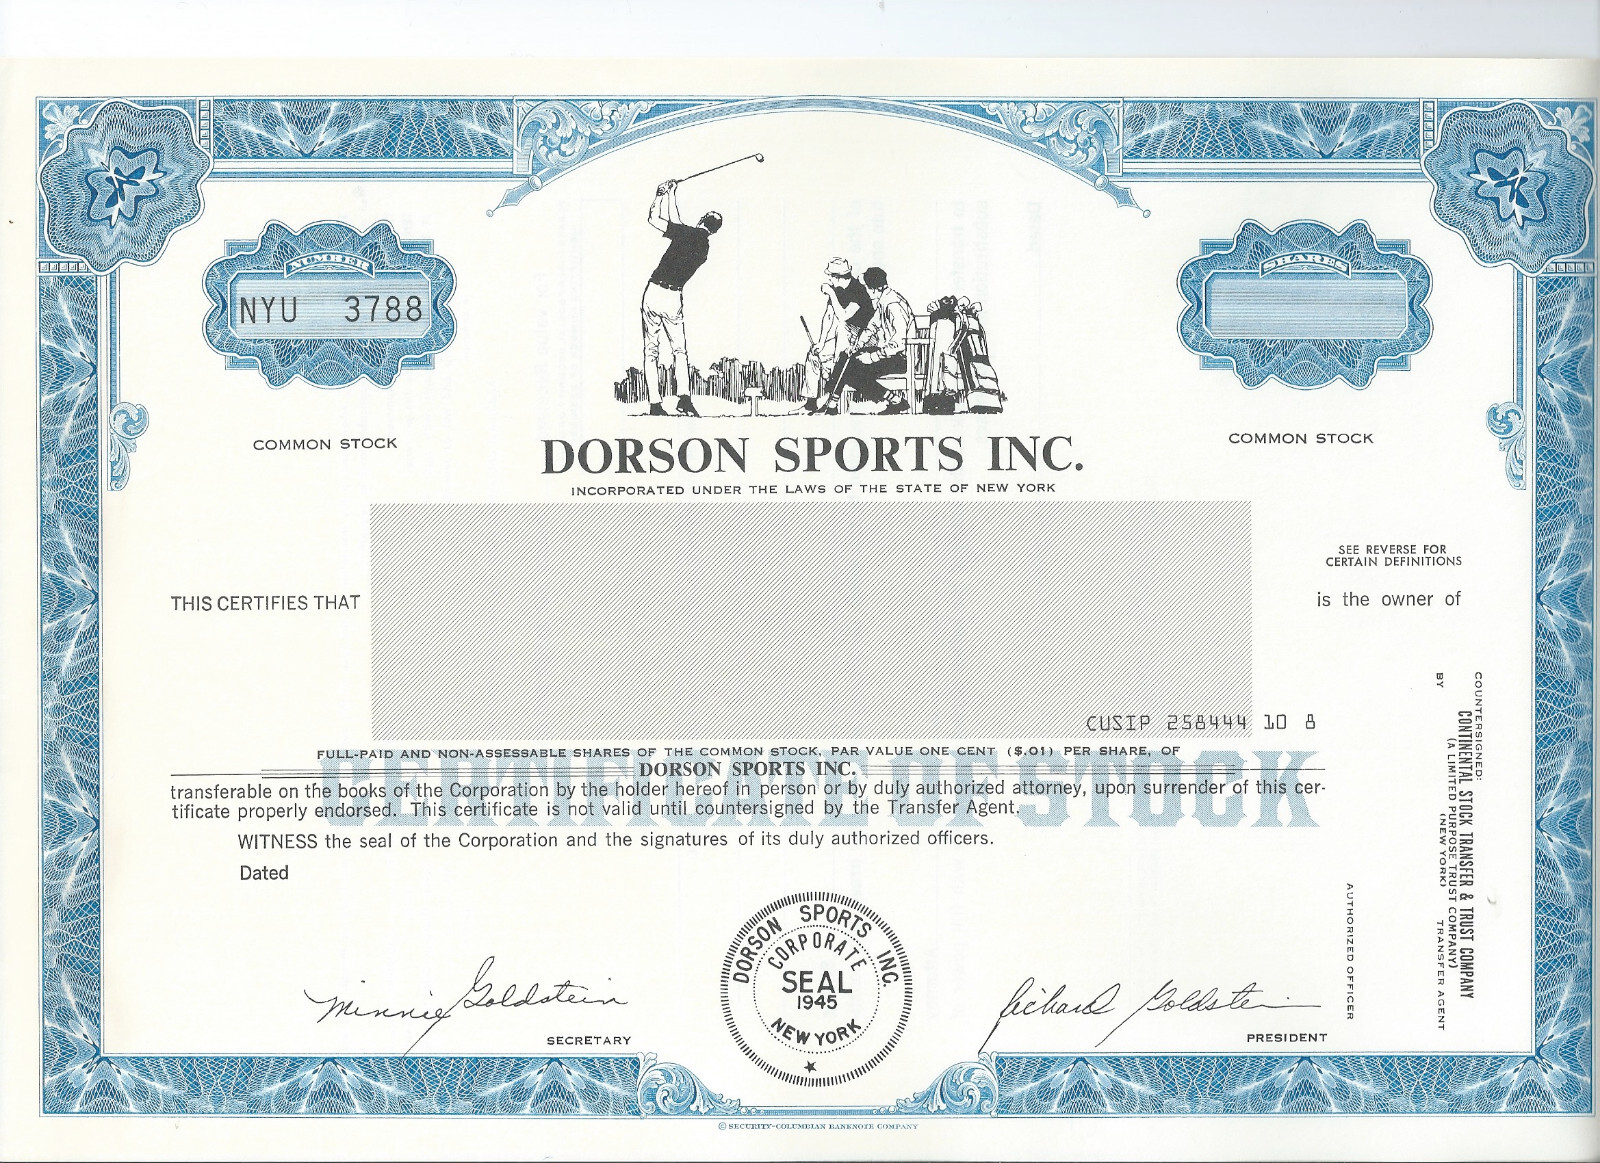 NUMBER
NYU 3788
COMMON STOCK
SHARES
COMMON STOCK
DORSON SPORTS INC.
INCORPORATED UNDER THE LAWS OF THE STATE OF NEW YORK
SEE REVERSE FOR
CERTAIN DEFINITIONS
THIS CERTIFIES THAT
is the owner of
CUSIP 258444 10 8
FULL-PAID AND NON-ASSESSABLE SHARES OF THE COMMON STOCK, PAR VALUE ONE CENT ($.01) PER SHARE, OF
DORSON SPORTS INC.
CERTIFICATE OF STOCK
transferable on the books of the Corporation by the holder hereof in person or by duly authorized attorney, upon surrender of this cer-
tificate properly endorsed. This certificate is not valid until countersigned by the Transfer Agent.
WITNESS the seal of the Corporation and the signatures of its duly authorized officers.
Dated
COUNTERSIGNED:
CONTINENTAL STOCK TRANSFER & TRUST COMPANY
(A LIMITED PURPOSE TRUST COMPANY)
(NEW YORK) TRANSFER AGENT
BY
AUTHORIZED OFFICER
Minnie Goldstein
SECRETARY
DORSON SPORTS INC.
CORPORATE
SEAL
1945
NEW YORK
Richard Goldstein
PRESIDENT
© SECURITY-COLUMBIAN BANKNOTE COMPANY